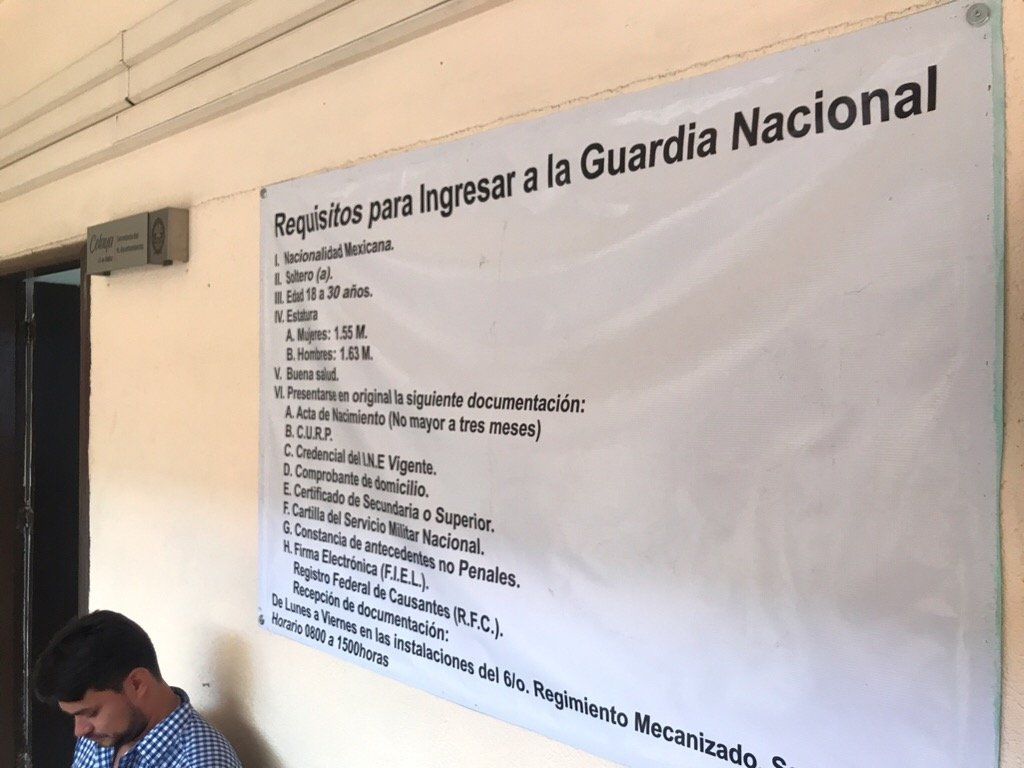 Celaya
Requisitos para Ingresar a la Guardia Nacional
I. Nacionalidad Mexicana.
II. Soltero (a).
III. Edad 18 a 30 años.
IV. Estatura
A. Mujeres: 1.55 M.
B. Hombres: 1.63 M.
V. Buena salud.
VI. Presentarse en original la siguiente documentación:
A. Acta de Nacimiento (No mayor a tres meses)
B. C.U.R.P.
C. Credencial del I.N.E Vigente.
D. Comprobante de domicilio.
E. Certificado de Secundaria o Superior.
F. Cartilla del Servicio Militar Nacional.
G. Constancia de antecedentes no Penales.
H. Firma Electrónica (F.I.E.L.).
Registro Federal de Causantes (R.F.C.).
Recepción de documentación:
De Lunes a Viernes en las instalaciones del 6/o. Regimiento Mecanizado.
Horario 0800 a 1500horas